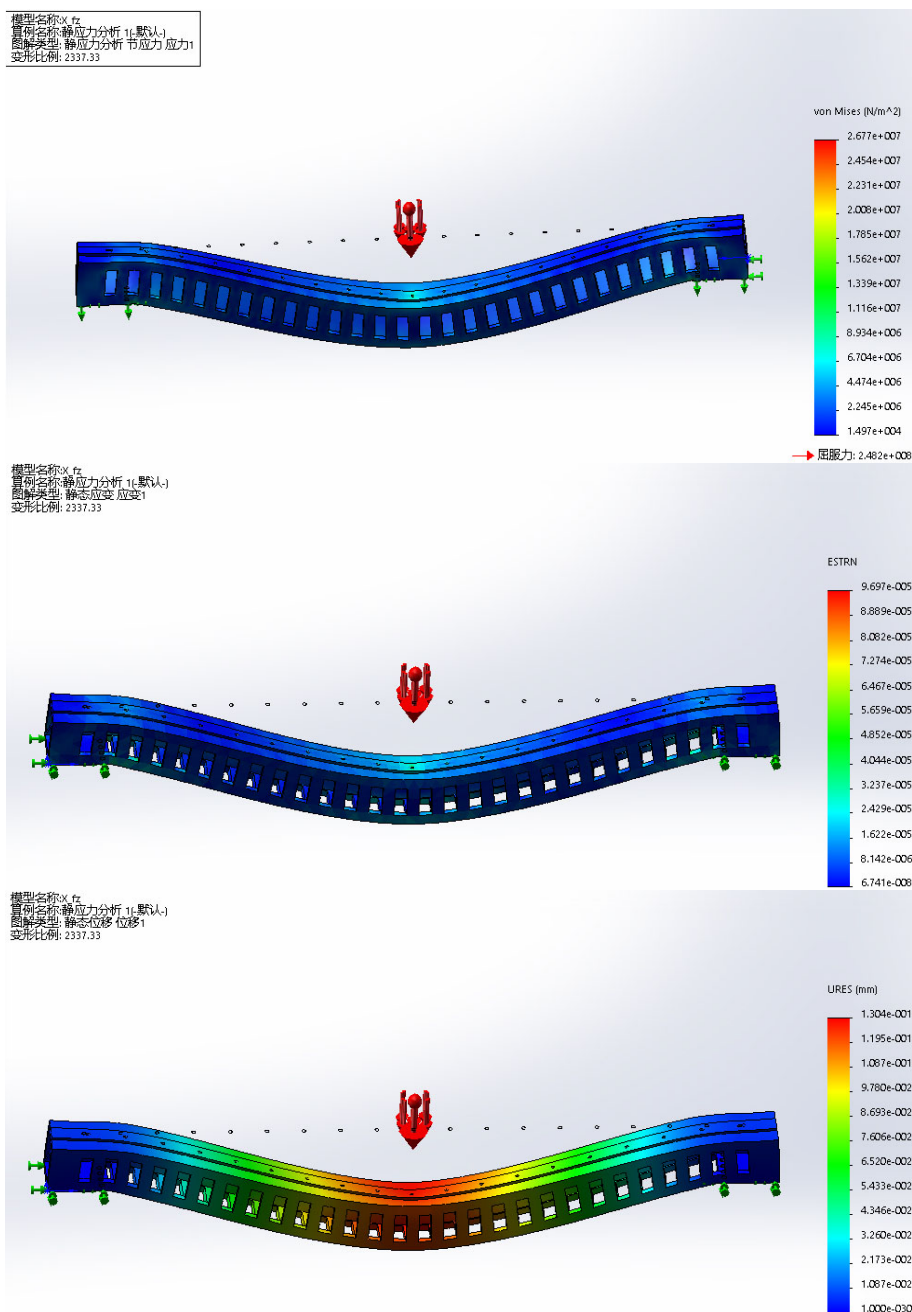 模型名称:X_fz
算例名称:静应力分析 1(-默认-)
图解类型: 静应力分析 节应力 应力1
变形比例: 2337.33
von Mises (N/m^2)
2.677e+007
2.454e+007
2.231e+007
2.008e+007
1.785e+007
1.562e+007
1.339e+007
1.116e+007
8.934e+006
6.704e+006
4.474e+006
2.245e+006
1.497e+004
屈服力: 2.482e+008
模型名称:X_fz
算例名称:静应力分析 1(-默认-)
图解类型: 静态应变 应变1
变形比例: 2337.33
ESTRN
9.697e-005
8.889e-005
8.082e-005
7.274e-005
6.467e-005
5.659e-005
4.852e-005
4.044e-005
3.237e-005
2.429e-005
1.622e-005
8.142e-006
6.741e-008
模型名称:X_fz
算例名称:静应力分析 1(-默认-)
图解类型: 静态位移 位移1
变形比例: 2337.33
URES (mm)
1.304e-001
1.195e-001
1.087e-001
9.780e-002
8.693e-002
7.606e-002
6.520e-002
5.433e-002
4.346e-002
3.260e-002
2.173e-002
1.087e-002
1.000e-030